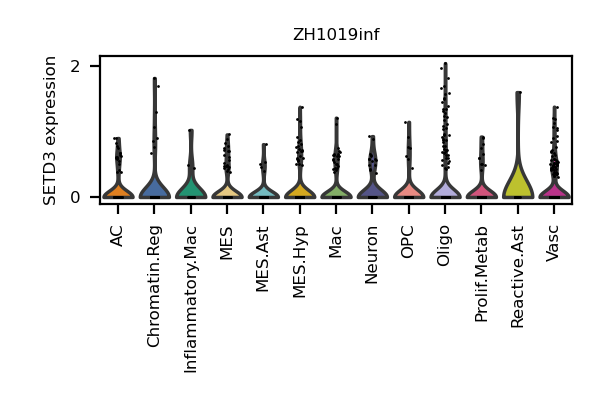 ZH1019inf
SETD3 expression
2
0
AC
Chromatin.Reg
Inflammatory.Mac
MES
MES.Ast
MES.Hyp
Mac
Neuron
OPC
Oligo
Prolif.Metab
Reactive.Ast
Vasc